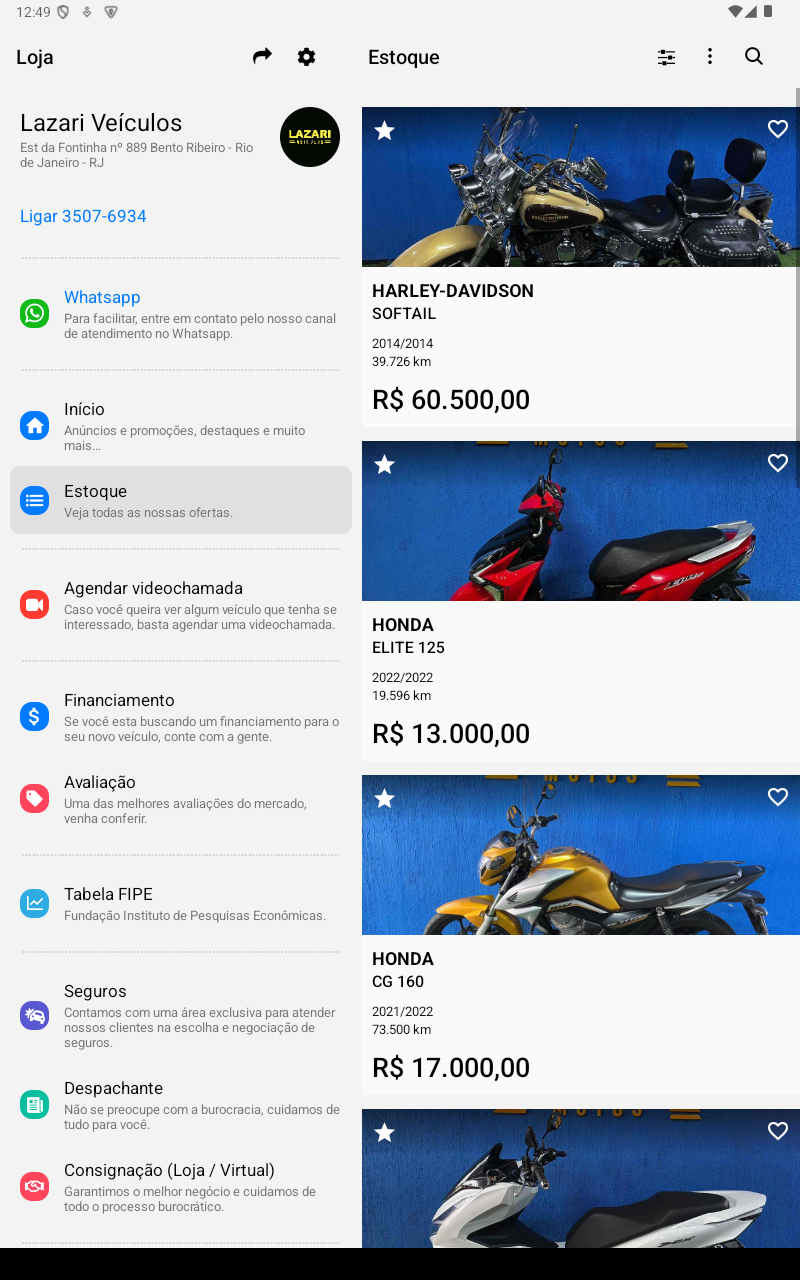 12:49
Loja
Lazari Veículos
Est da Fontinha nº 889 Bento Ribeiro - Rio
de Janeiro - RJ
LAZARI
VEÍCULOS
Ligar 3507-6934
Whatsapp
Para facilitar, entre em contato pelo nosso canal
de atendimento no Whatsapp.
Início
Anúncios e promoções, destaques e muito
mais...
Estoque
Veja todas as nossas ofertas.
Agendar videochamada
Caso você queira ver algum veículo que tenha se
interessado, basta agendar uma videochamada.
Financiamento
Se você esta buscando um financiamento para o
seu novo veículo, conte com a gente.
Avaliação
Uma das melhores avaliações do mercado,
venha conferir.
Tabela FIPE
Fundação Instituto de Pesquisas Econômicas.
Seguros
Contamos com uma área exclusiva para atender
nossos clientes na escolha e negociação de
seguros.
Despachante
Não se preocupe com a burocracia, cuidamos de
tudo para você.
Consignação (Loja / Virtual)
Garantimos o melhor negócio e cuidamos de
todo o processo burocrático.
Estoque
HARLEY-DAVIDSON
SOFTAIL
2014/2014
39.726 km
R$ 60.500,00
HONDA
ELITE 125
2022/2022
19.596 km
R$ 13.000,00
MOTOS
HONDA
CG 160
2021/2022
73.500 km
R$ 17.000,00